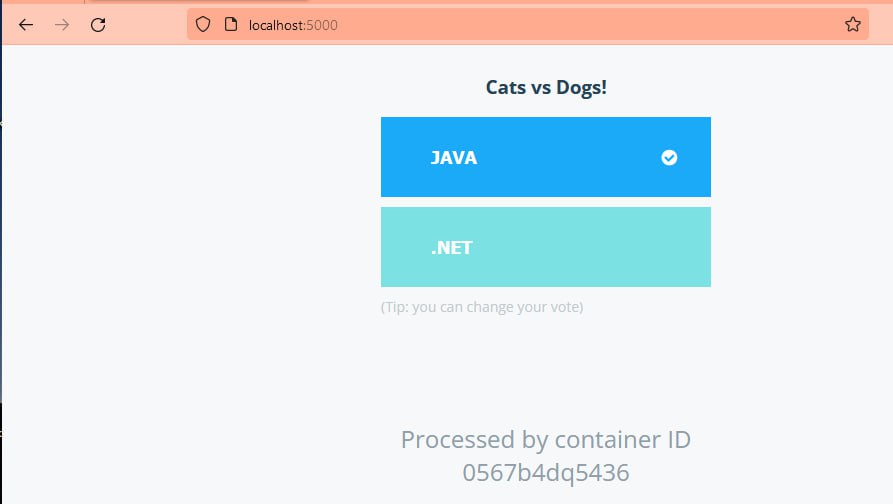 localhost:5000
Cats vs Dogs!
JAVA
.NET
(Tip: you can change your vote)
Processed by container ID
0567b4dq5436